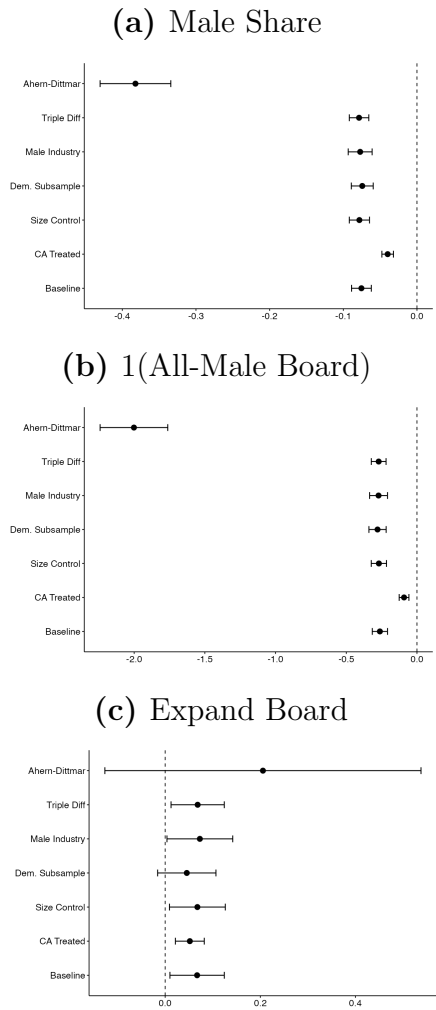 (a) Male Share
Ahern-Dittmar
Triple Diff
Male Industry
Dem. Subsample
Size Control
CA Treated
Baseline
-0.4 -0.3 -0.2 -0.1 0.0
(b) 1(All-Male Board)
Ahern-Dittmar
Triple Diff
Male Industry
Dem. Subsample
Size Control
CA Treated
Baseline
-2.0 -1.5 -1.0 -0.5 0.0
(c) Expand Board
Ahern-Dittmar
Triple Diff
Male Industry
Dem. Subsample
Size Control
CA Treated
Baseline
0.0 0.2 0.4